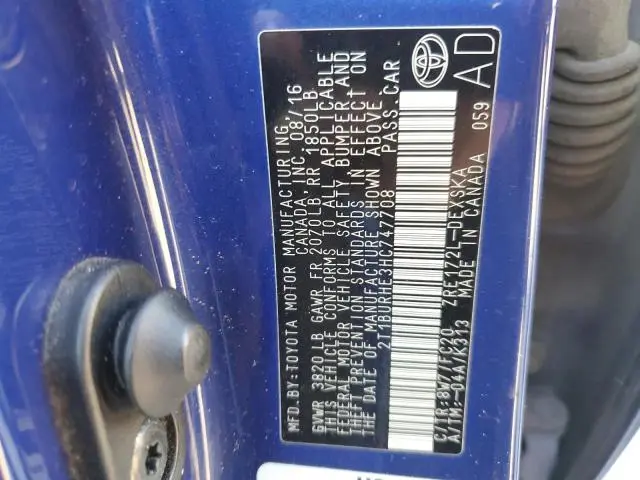 MFD.BY:TOYOTA MOTOR MANUFACTURING
CANADA, INC. 08/16
GVWR 3820 LB GAWR FR 2070LB RR 1850LB
THIS VEHICLE CONFORMS TO ALL APPLICABLE
FEDERAL MOTOR VEHICLE SAFETY, BUMPER, AND
THEFT PREVENTION STANDARDS IN EFFECT ON
THE DATE OF MANUFACTURE SHOWN ABOVE
2T1BURHE3HC747708 PASS.CAR
C/TR:8W7/FC20 ZRE172L-DEXSKA
A/TM:-04A/K313 MADE IN CANADA 059
AD